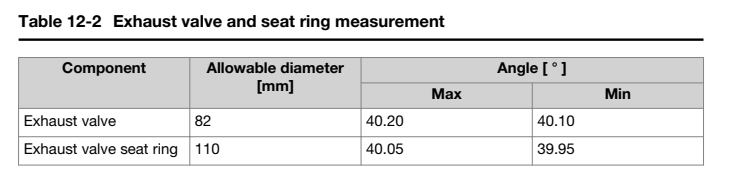 Table 12-2 Exhaust valve and seat ring measurement
Component Allowable diameter [mm] Angle [ ° ]
Max Min
Exhaust valve 82 40.20 40.10
Exhaust valve seat ring 110 40.05 39.95